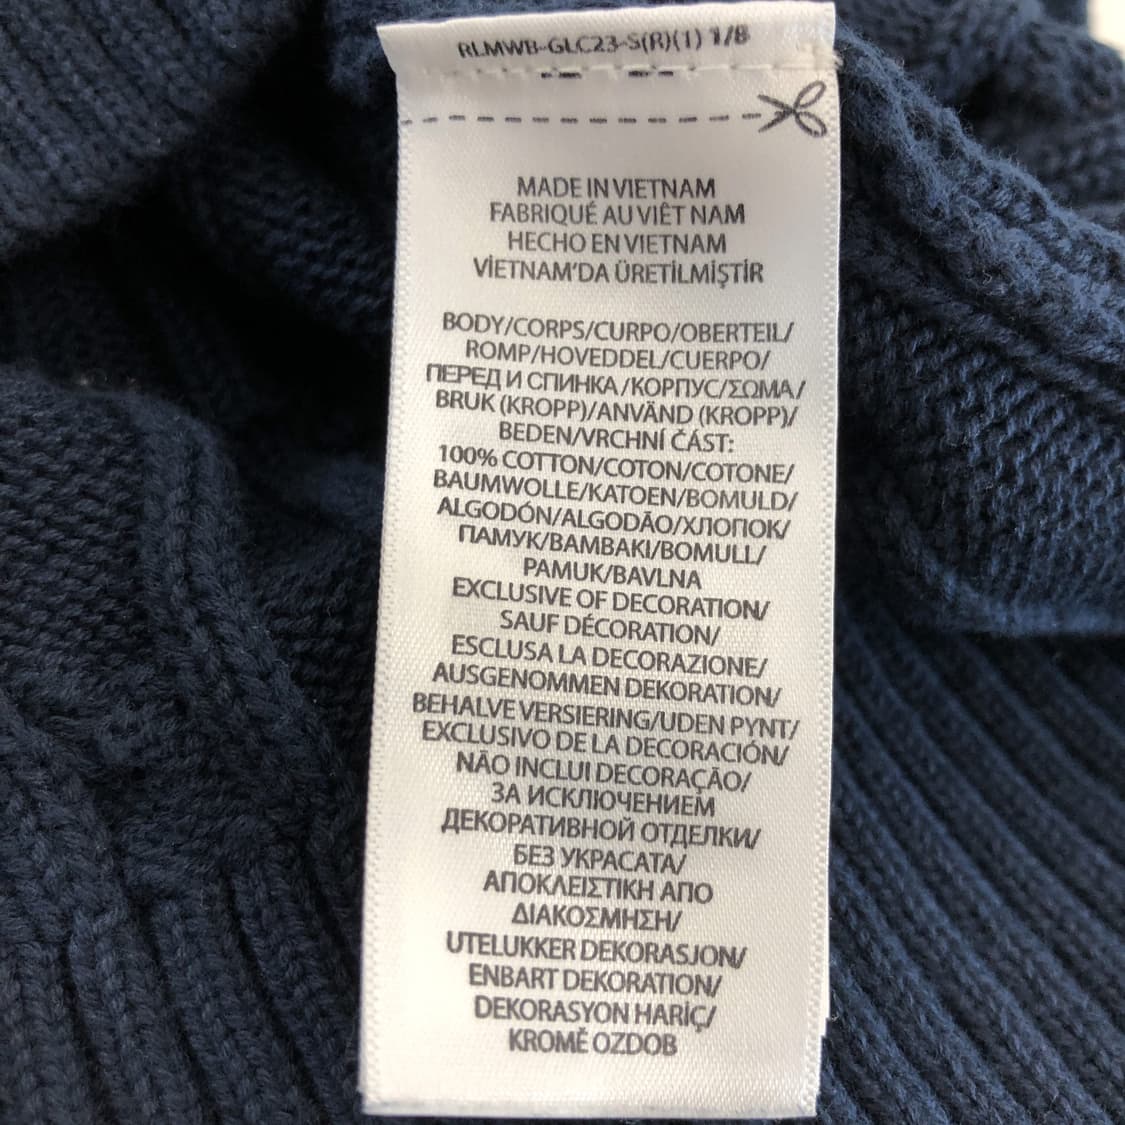 RLMWB-GLC23-S(R)(1) 1/8
MADE IN VIETNAM
FABRIQUÉ AU VIÊT NAM
HECHO EN VIETNAM
VİETNAM'DA ÜRETİLMİŞTİR
BODY/CORPS/CURPO/OBERTEIL/
ROMP/HOVEDDEL/CUERPO/
ПЕРЕД И СПИНКА/КОРПУС/ΣΩΜΑ/
BRUK (KROPP)/ANVÄND (KROPP)/
BEDEN/VRCHNÍ ČÁST:
100% COTTON/COTON/COTONE/
BAUMWOLLE/KATOEN/BOMULD/
ALGODÓN/ALGODÃO/ХЛОПОК/
ПАМУК/BAMBAKI/BOMULL/
PAMUK/BAVLNA
EXCLUSIVE OF DECORATION/
SAUF DÉCORATION/
ESCLUSA LA DECORAZIONE/
AUSGENOMMEN DEKORATION/
BEHALVE VERSIERING/UDEN PYNT/
EXCLUSIVO DE LA DECORACIÓN/
NÃO INCLUI DECORAÇÃO/
ЗА ИСКЛЮЧЕНИЕМ
ДЕКОРАТИВНОЙ ОТДЕЛКИ/
БЕЗ УКРАСАТА/
ΑΠΟΚΛΕΙΣΤΙΚΗ ΑΠΟ
ΔΙΑΚΟΣΜΗΣΗ/
UTELUKKER DEKORASJON/
ENBART DEKORATION/
DEKORASYON HARİÇ/
KROMĚ OZDOB